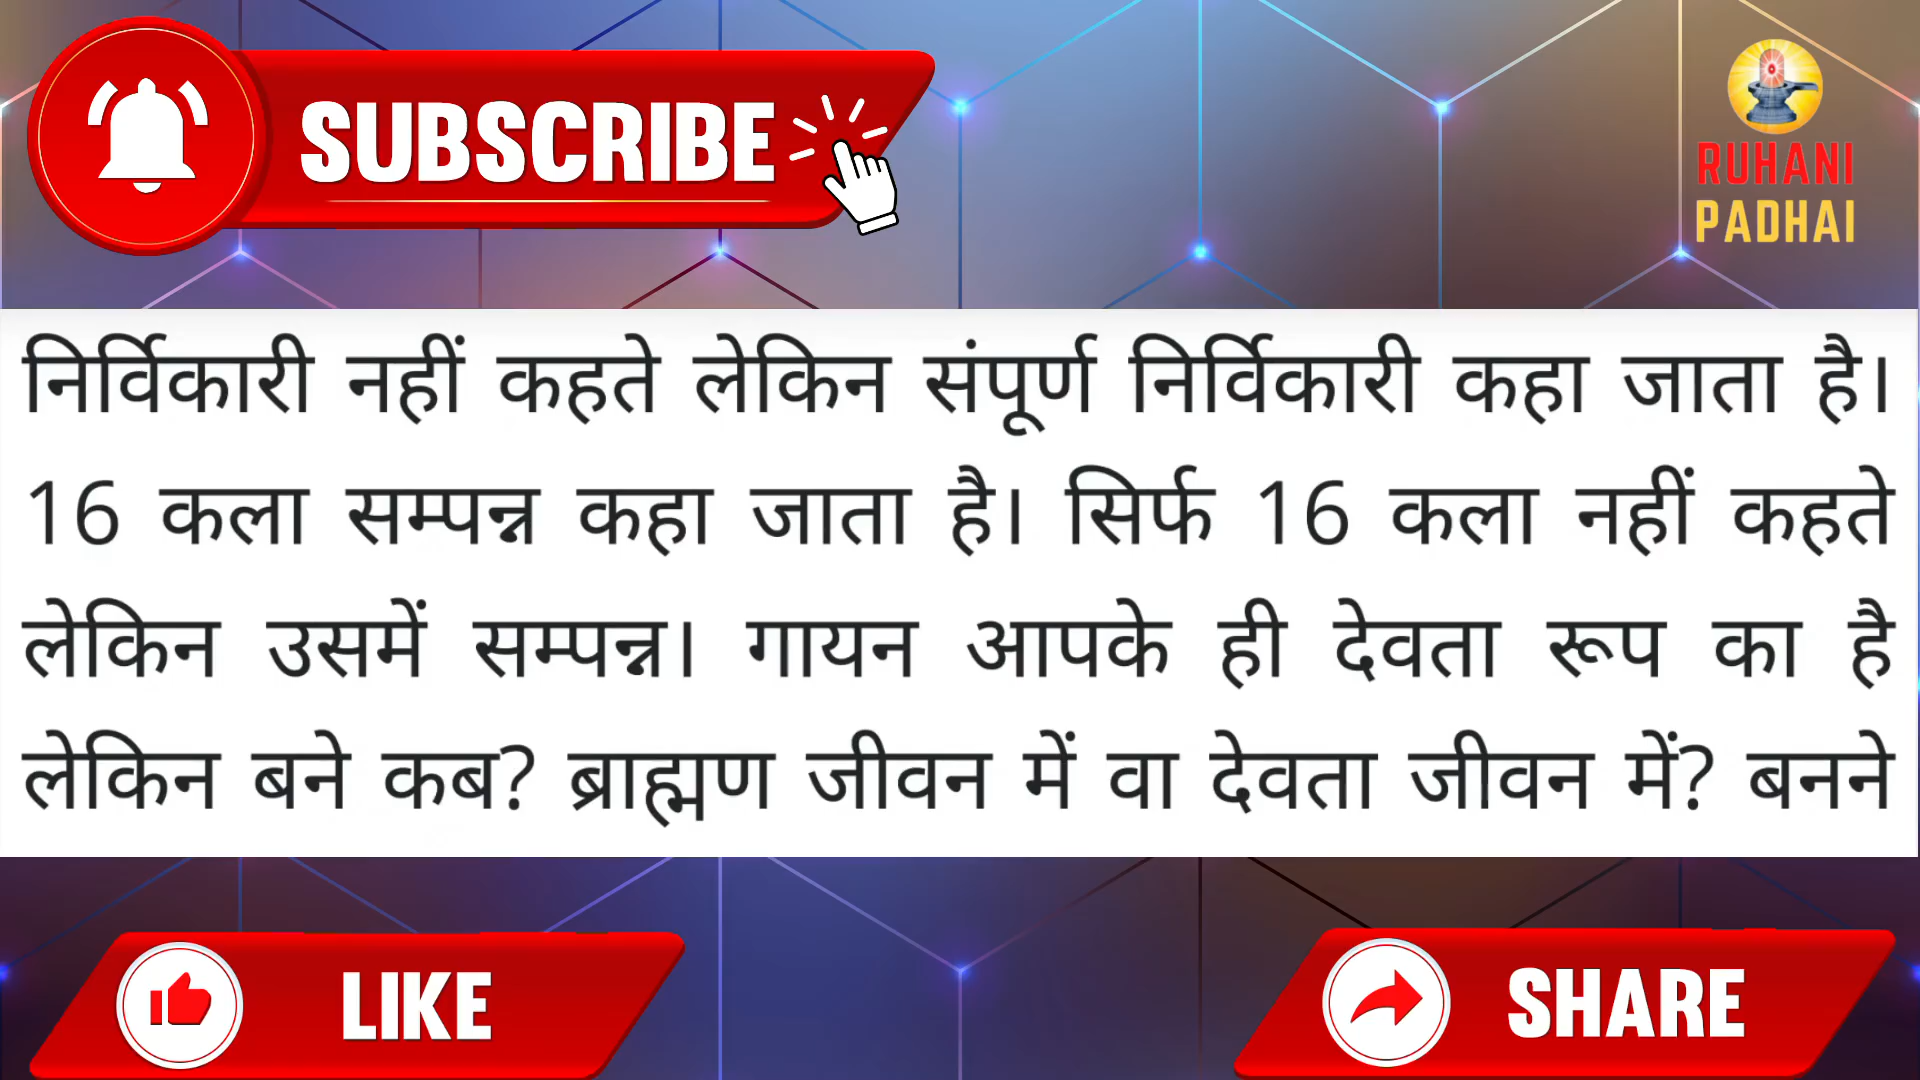 SUBSCRIBE
RUHANI
PADHAI
निर्विकारी नहीं कहते लेकिन संपूर्ण निर्विकारी कहा जाता है।
16 कला सम्पन्न कहा जाता है। सिर्फ 16 कला नहीं कहते
लेकिन उसमें सम्पन्न। गायन आपके ही देवता रूप का है
लेकिन बने कब? ब्राह्मण जीवन में वा देवता जीवन में? बनने
LIKE
SHARE